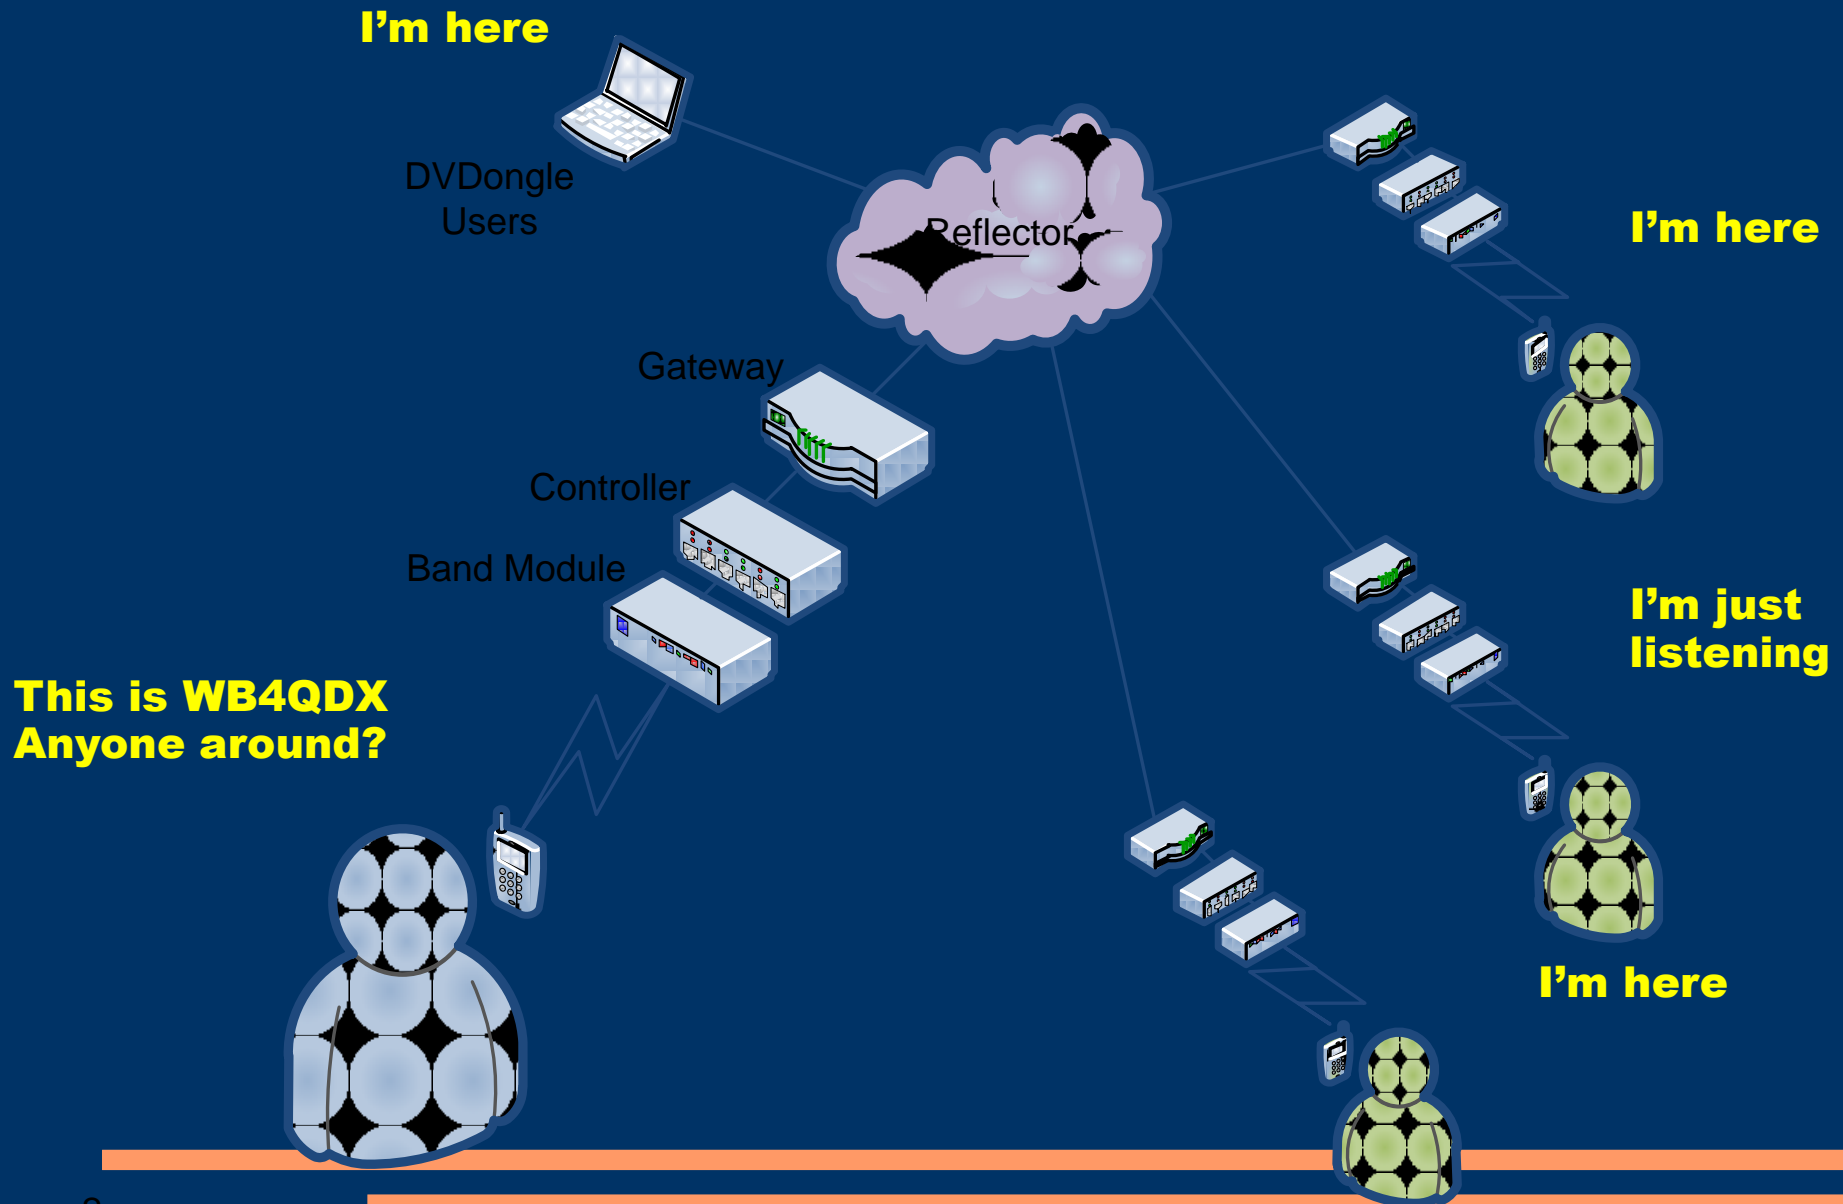 I’m here
DVDongle
Users
Reflector
I’m here
Gateway
Controller
Band Module
I’m just
listening
This is WB4QDX
Anyone around?
I’m here